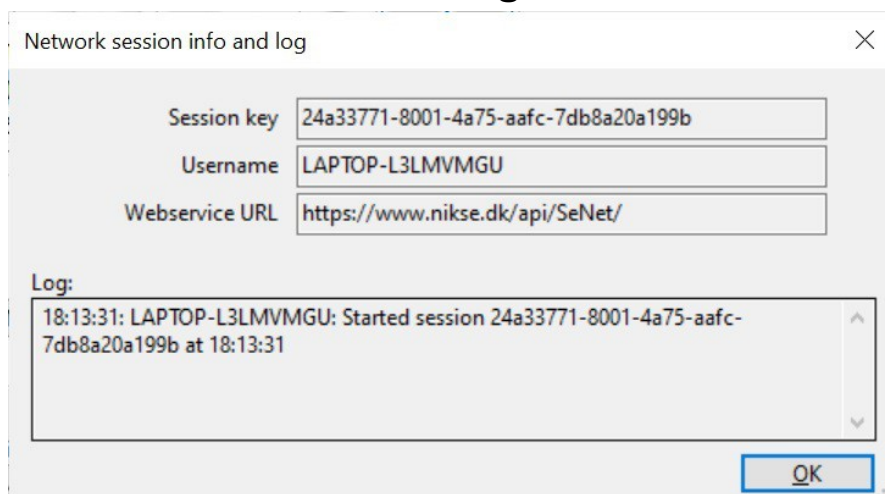 Network session info and log
Session key 24a33771-8001-4a75-aafc-7db8a20a199b
Username LAPTOP-L3LMVMGU
Webservice URL https://www.nikse.dk/api/SeNet/
Log:
18:13:31: LAPTOP-L3LMVMGU: Started session 24a33771-8001-4a75-aafc-
7db8a20a199b at 18:13:31
OK